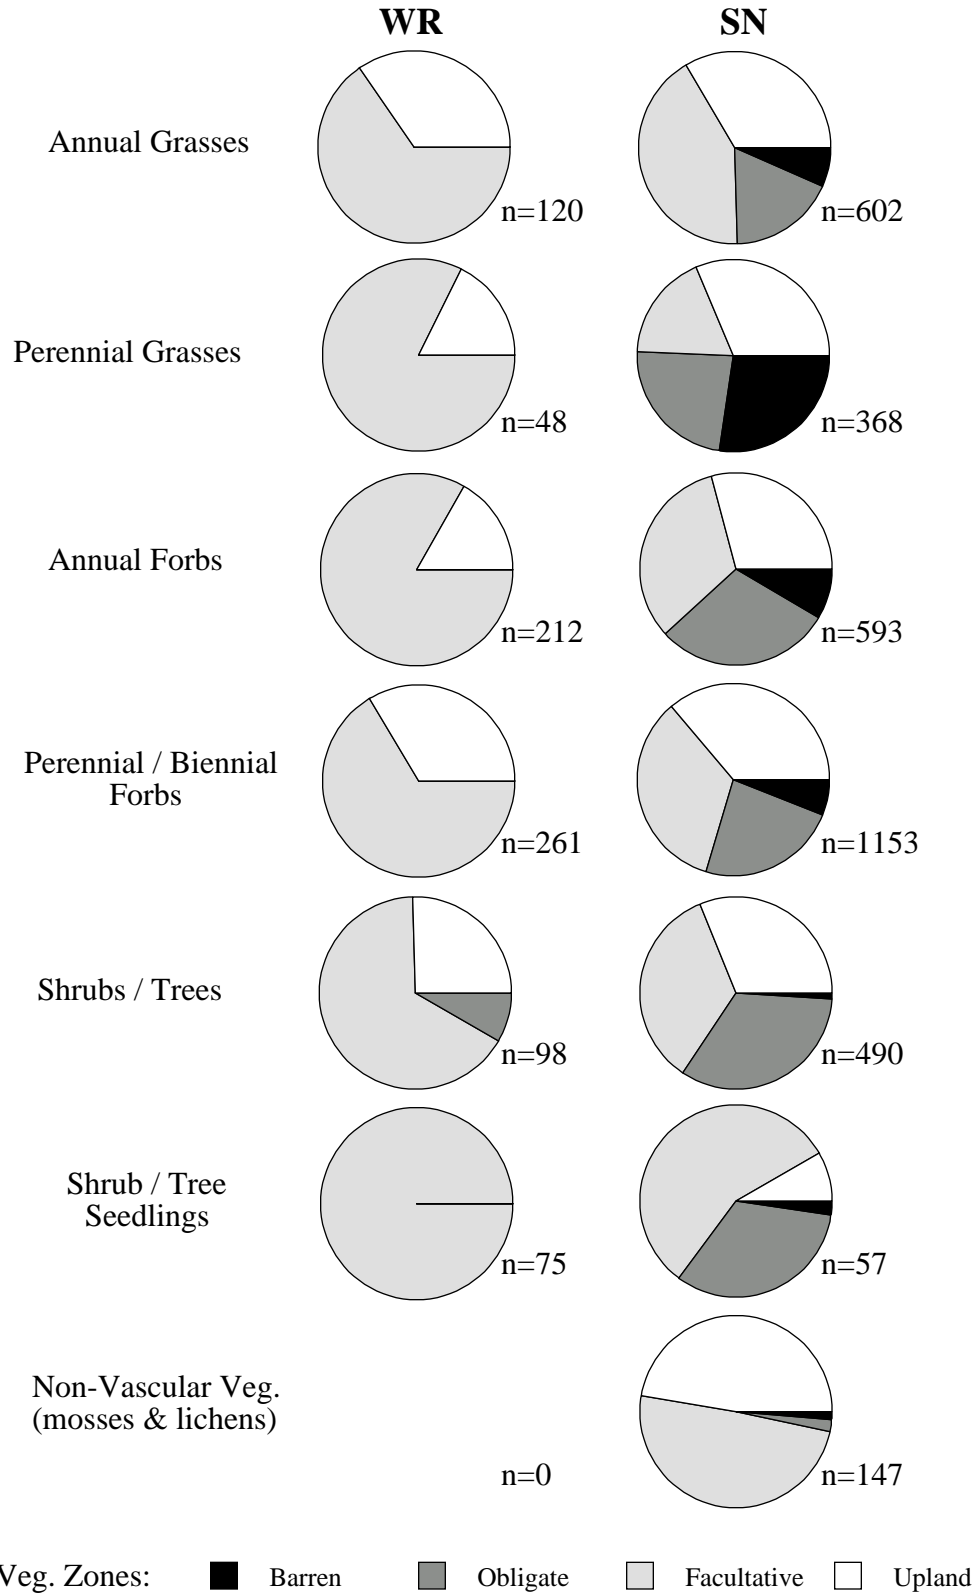 WR SN
Annual Grasses
n=120 n=602
Perennial Grasses
n=48 n=368
Annual Forbs
n=212 n=593
Perennial / Biennial
Forbs
n=261 n=1153
Shrubs / Trees
n=98 n=490
Shrub / Tree
Seedlings
n=75 n=57
Non-Vascular Veg.
(mosses & lichens)
n=0 n=147
Veg. Zones: Barren Obligate Facultative Upland